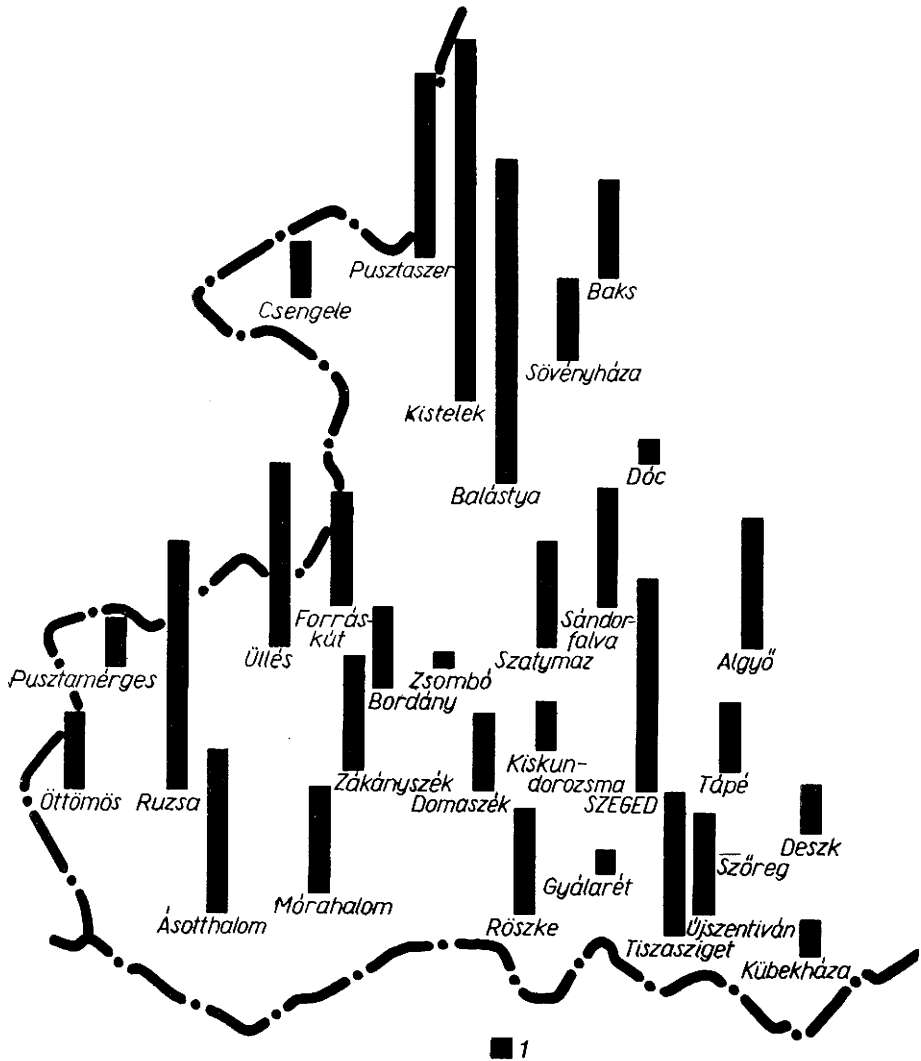 Pusztaszer
Csengele
Baks
Sövényháza
Kistelek
Dóc
Balástya
Forrás-
kút
Sándor-
falva
Üllés
Szatymaz
Algyő
Pusztamérges
Zsombó
Bordány
Kiskun-
dorozsma
Zákányszék
Tápé
Öttömös
Ruzsa
Domaszék
SZEGED
Deszk
Szőreg
Gyálarét
Mórahalom
Ásotthalom
Röszke
Újszentiván
Tiszasziget
Kübekháza
1